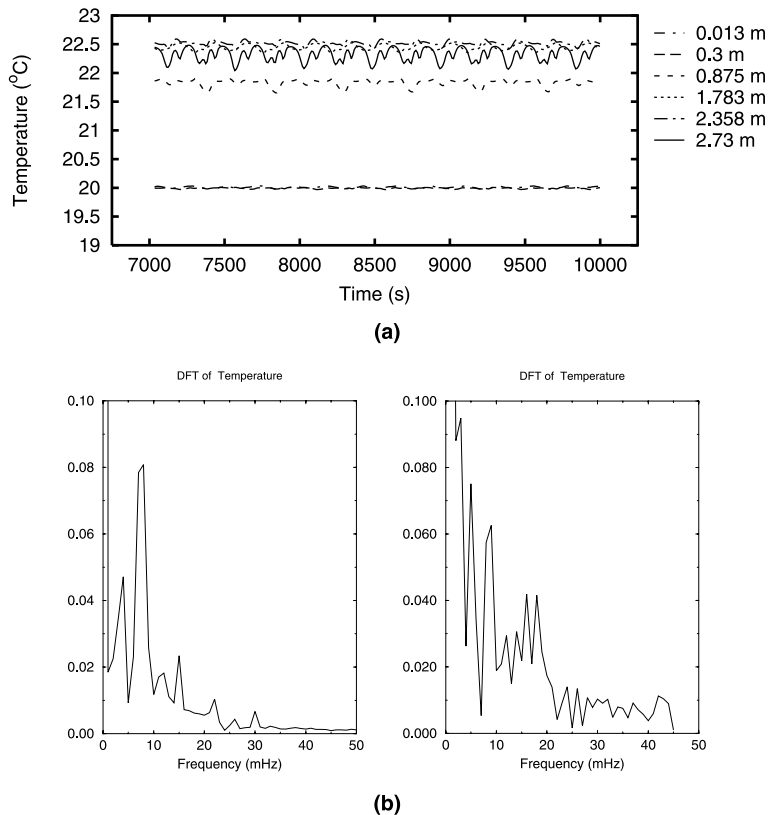 23
22.5
22
21.5
21
20.5
20
19.5
19
Temperature (°C)
7000 7500 8000 8500 9000 9500 10000
Time (s)
0.013 m
0.3 m
0.875 m
1.783 m
2.358 m
2.73 m
(a)
DFT of Temperature
0.10
0.08
0.06
0.04
0.02
0.00
0 10 20 30 40 50
Frequency (mHz)
DFT of Temperature
0.100
0.080
0.060
0.040
0.020
0.000
0 10 20 30 40 50
Frequency (mHz)
(b)